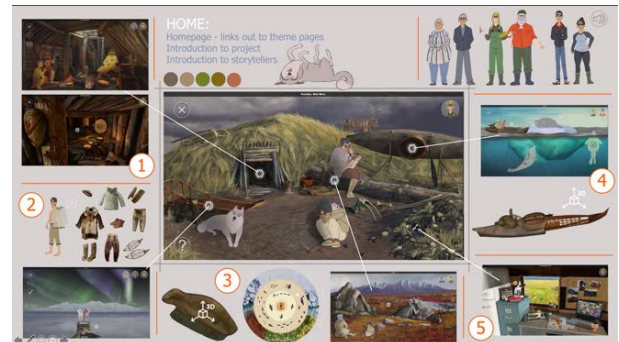 HOME:
Homepage - links out to theme pages
Introduction to project
Introduction to storytellers
1
2
?
3
3D
?
4
5